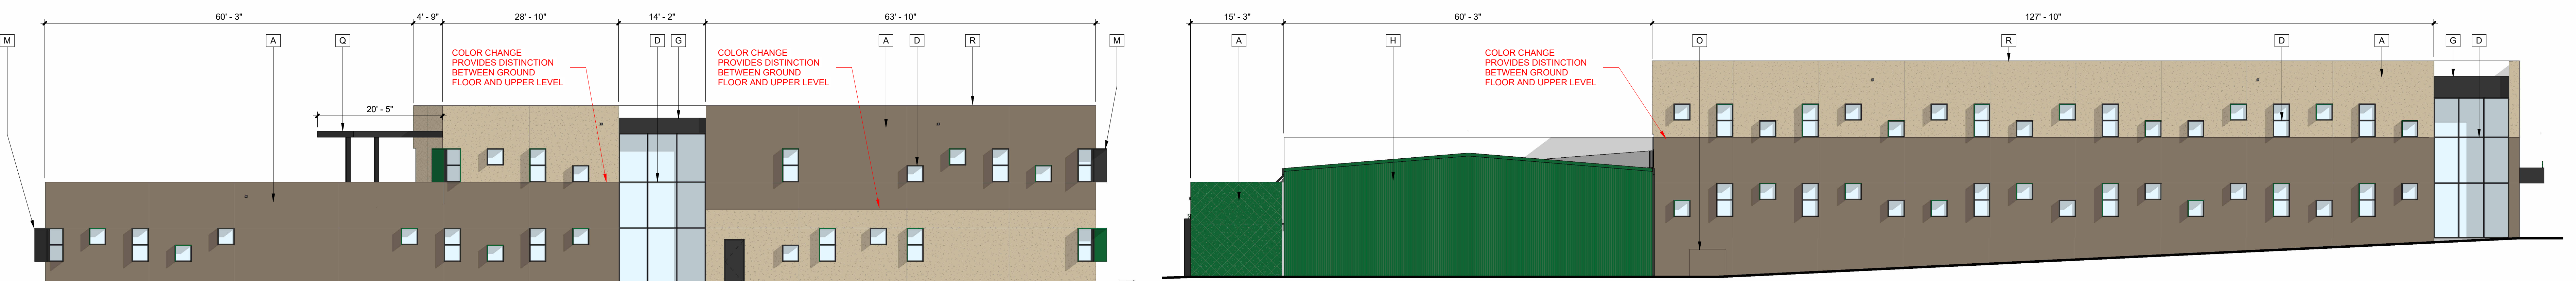 60' - 3" 4' - 9" 28' - 10" 14' - 2" 63' - 10" 15' - 3" 60' - 3" 127' - 10"
M A Q D G A D R M A H O R D A G D
COLOR CHANGE
PROVIDES DISTINCTION
BETWEEN GROUND
FLOOR AND UPPER LEVEL
COLOR CHANGE
PROVIDES DISTINCTION
BETWEEN GROUND
FLOOR AND UPPER LEVEL
COLOR CHANGE
PROVIDES DISTINCTION
BETWEEN GROUND
FLOOR AND UPPER LEVEL
20' - 5"